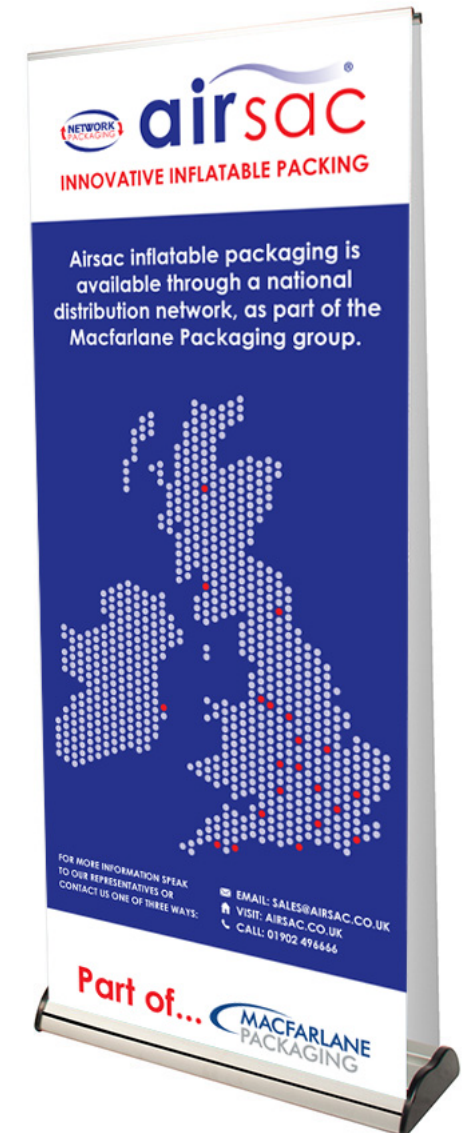 NETWORK
PACKAGING
airsac®
INNOVATIVE INFLATABLE PACKING
Airsac inflatable packaging is
available through a national
distribution network, as part of the
Macfarlane Packaging group.
FOR MORE INFORMATION SPEAK
TO OUR REPRESENTATIVES OR
CONTACT US ONE OF THREE WAYS:
EMAIL: SALES@AIRSAC.CO.UK
VISIT: AIRSAC.CO.UK
CALL: 01902 496666
Part of...
MACFARLANE
PACKAGING